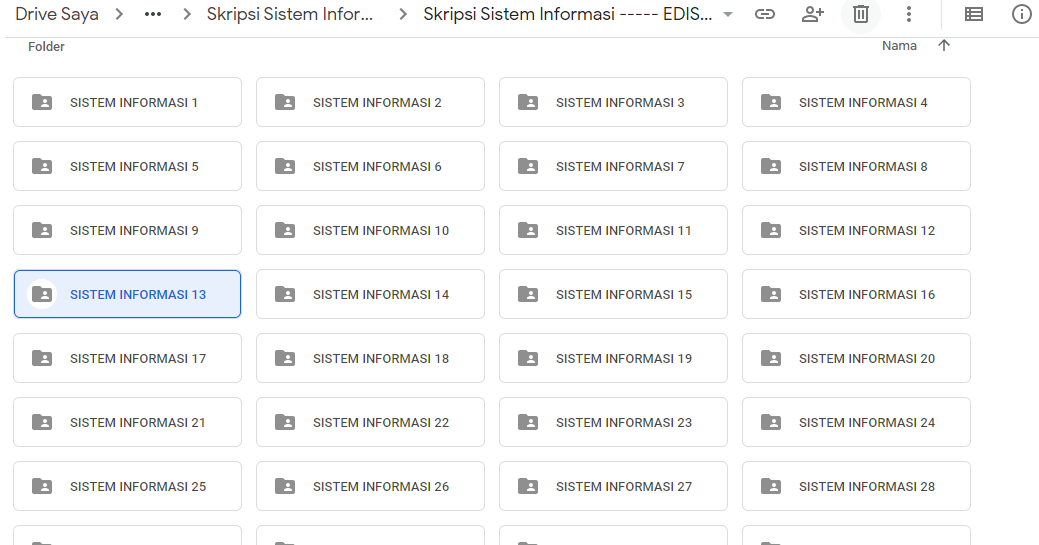 Drive Saya > ... > Skripsi Sistem Infor... > Skripsi Sistem Informasi ----- EDIS...
Folder Nama
SISTEM INFORMASI 1 SISTEM INFORMASI 2 SISTEM INFORMASI 3 SISTEM INFORMASI 4
SISTEM INFORMASI 5 SISTEM INFORMASI 6 SISTEM INFORMASI 7 SISTEM INFORMASI 8
SISTEM INFORMASI 9 SISTEM INFORMASI 10 SISTEM INFORMASI 11 SISTEM INFORMASI 12
SISTEM INFORMASI 13 SISTEM INFORMASI 14 SISTEM INFORMASI 15 SISTEM INFORMASI 16
SISTEM INFORMASI 17 SISTEM INFORMASI 18 SISTEM INFORMASI 19 SISTEM INFORMASI 20
SISTEM INFORMASI 21 SISTEM INFORMASI 22 SISTEM INFORMASI 23 SISTEM INFORMASI 24
SISTEM INFORMASI 25 SISTEM INFORMASI 26 SISTEM INFORMASI 27 SISTEM INFORMASI 28